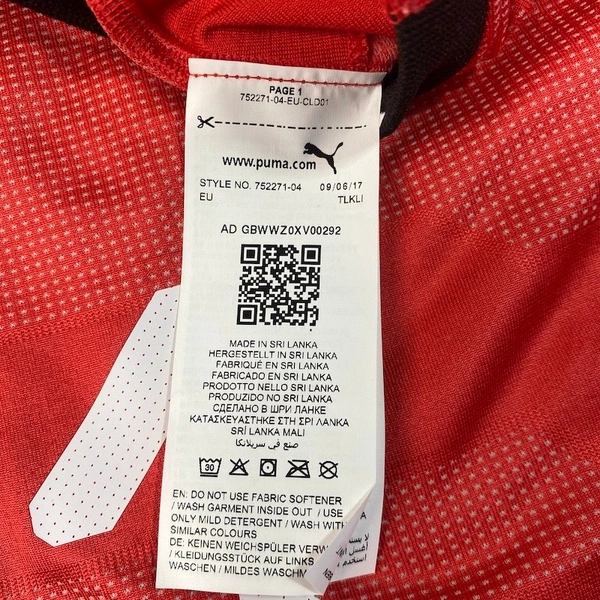 PAGE 1
752271-04-EU-CLD01
www.puma.com
STYLE NO. 752271-04 09/06/17
EU TLKLI
AD GBWWZ0XV00292
MADE IN SRI LANKA
HERGESTELLT IN SRI LANKA
FABRIQUÉ EN SRI LANKA
FABRICADO EN SRI LANKA
PRODOTTO NELLO SRI LANKA
PRODUZIDO NO SRI LANKA
СДЕЛАНО В ШРИ ЛАНКЕ
ΚΑΤΑΣΚΕΥΑΣΤΗΚΕ ΣΤΗ ΣΡΙ ΛΑΝΚΑ
SRİ LANKA MALI
صنع في سريلانكا
30
EN: DO NOT USE FABRIC SOFTENER
/ WASH GARMENT INSIDE OUT / USE
ONLY MILD DETERGENT / WASH WITH
SIMILAR COLOURS
DE: KEINEN WEICHSPÜLER
/ KLEIDUNGSSTÜCK AUF LINKS
WASCHEN / MILDES